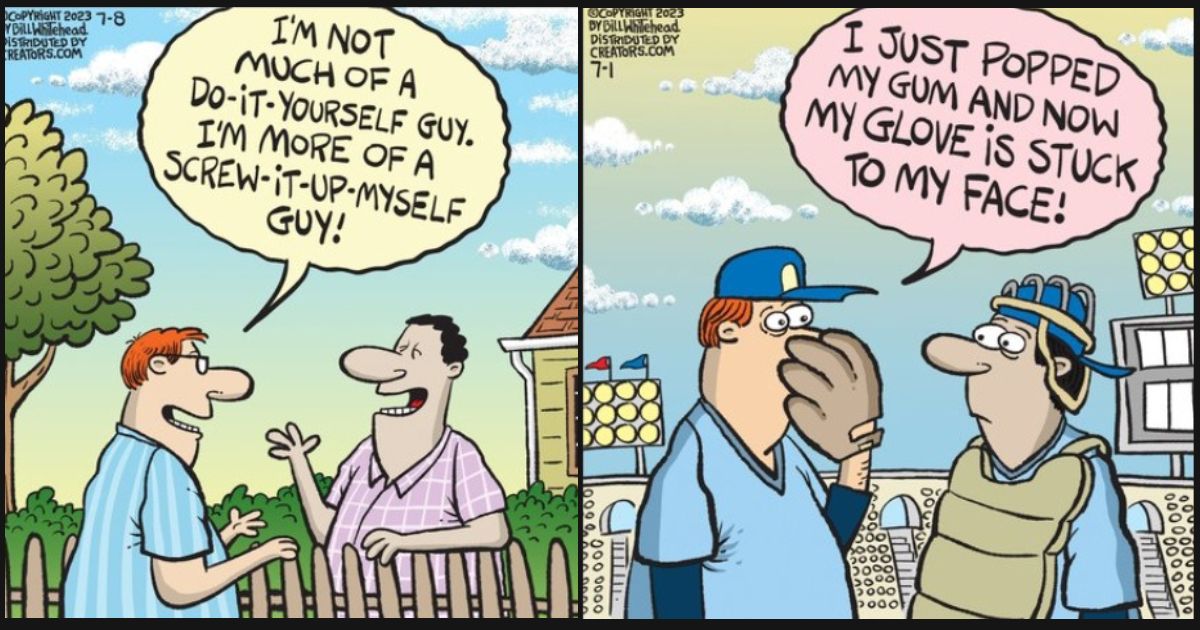 COPYRIGHT 2023 7-8
BY Bill Whitehead
DISTRIBUTED BY
CREATORS.COM
I'M NOT
MUCH OF A
DO-iT-YOURSELF GUY.
I'M MORE OF A
SCREW-iT-UP-MYSELF
GUY!
©COPYRIGHT 2023
BY Bill Whitehead
DISTRIBUTED BY
CREATORS.COM
7-1
I JUST POPPED
MY GUM AND NOW
MY GLOVE iS STUCK
TO MY FACE!